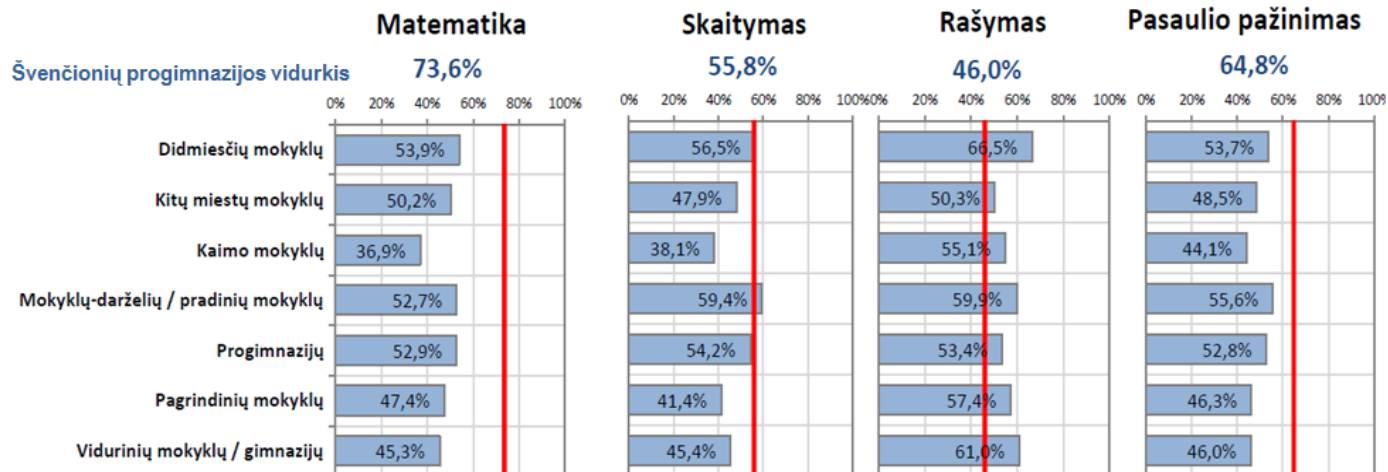 Matematika Skaitymas Rašymas Pasaulio pažinimas
Švenčionių progimnazijos vidurkis 73,6% 55,8% 46,0% 64,8%
0% 20% 40% 60% 80% 100% 0% 20% 40% 60% 80% 100% 0% 20% 40% 60% 80% 100% 0% 20% 40% 60% 80% 100%
Didmiesčių mokyklų 53,9% 56,5% 66,5% 53,7%
Kitų miestų mokyklų 50,2% 47,9% 50,3% 48,5%
Kaimo mokyklų 36,9% 38,1% 55,1% 44,1%
Mokyklų-darželių / pradinių mokyklų 52,7% 59,4% 59,9% 55,6%
Progimnazijų 52,9% 54,2% 53,4% 52,8%
Pagrindinių mokyklų 47,4% 41,4% 57,4% 46,3%
Vidurinių mokyklų / gimnazijų 45,3% 45,4% 61,0% 46,0%